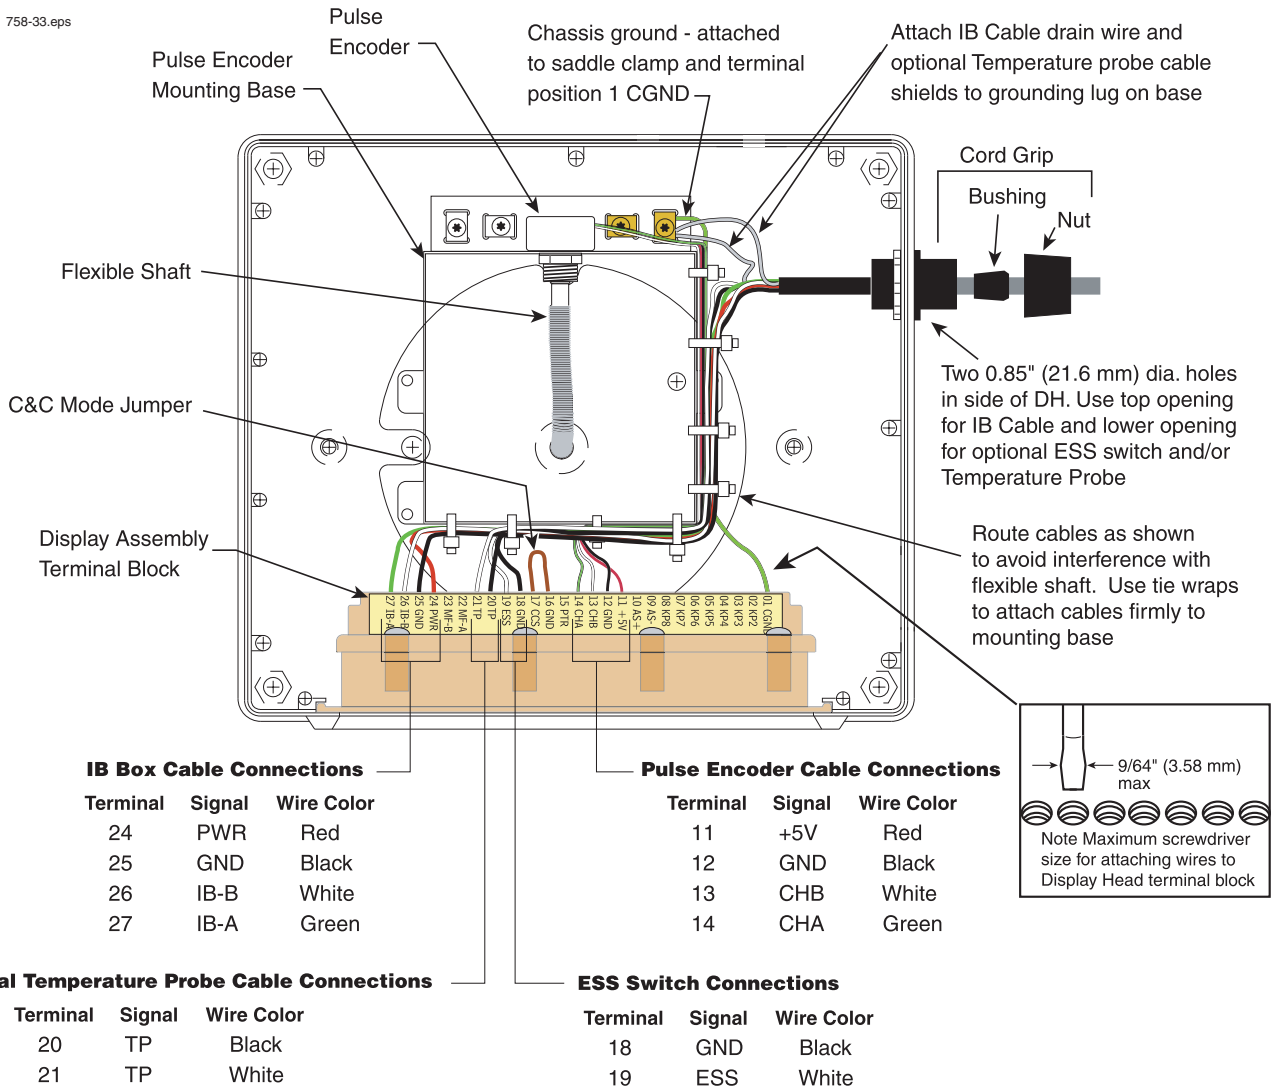 758-33.eps
Pulse
Encoder
Pulse Encoder
Mounting Base
Chassis ground - attached
to saddle clamp and terminal
position 1 CGND
Attach IB Cable drain wire and
optional Temperature probe cable
shields to grounding lug on base
Cord Grip
Bushing
Nut
Flexible Shaft
Two 0.85" (21.6 mm) dia. holes
in side of DH. Use top opening
for IB Cable and lower opening
for optional ESS switch and/or
Temperature Probe
C&C Mode Jumper
Display Assembly
Terminal Block
Route cables as shown
to avoid interference with
flexible shaft. Use tie wraps
to attach cables firmly to
mounting base
27 IB-A
26 IB-B
25 GND
24 PWR
23 MF-B
22 MF-A
21 TP
20 TP
19 ESS
18 GND
17 CCS
16 GND
15 PTR
14 CHA
13 CHB
12 GND
11 +5V
10 AS+
09 AS-
08 KP8
07 KP7
06 KP6
05 KP5
04 KP4
03 KP3
02 KP2
01 CGND
9/64" (3.58 mm)
max
Note Maximum screwdriver
size for attaching wires to
Display Head terminal block
IB Box Cable Connections
Terminal Signal Wire Color
24 PWR Red
25 GND Black
26 IB-B White
27 IB-A Green
Pulse Encoder Cable Connections
Terminal Signal Wire Color
11 +5V Red
12 GND Black
13 CHB White
14 CHA Green
al Temperature Probe Cable Connections
Terminal Signal Wire Color
20 TP Black
21 TP White
ESS Switch Connections
Terminal Signal Wire Color
18 GND Black
19 ESS White